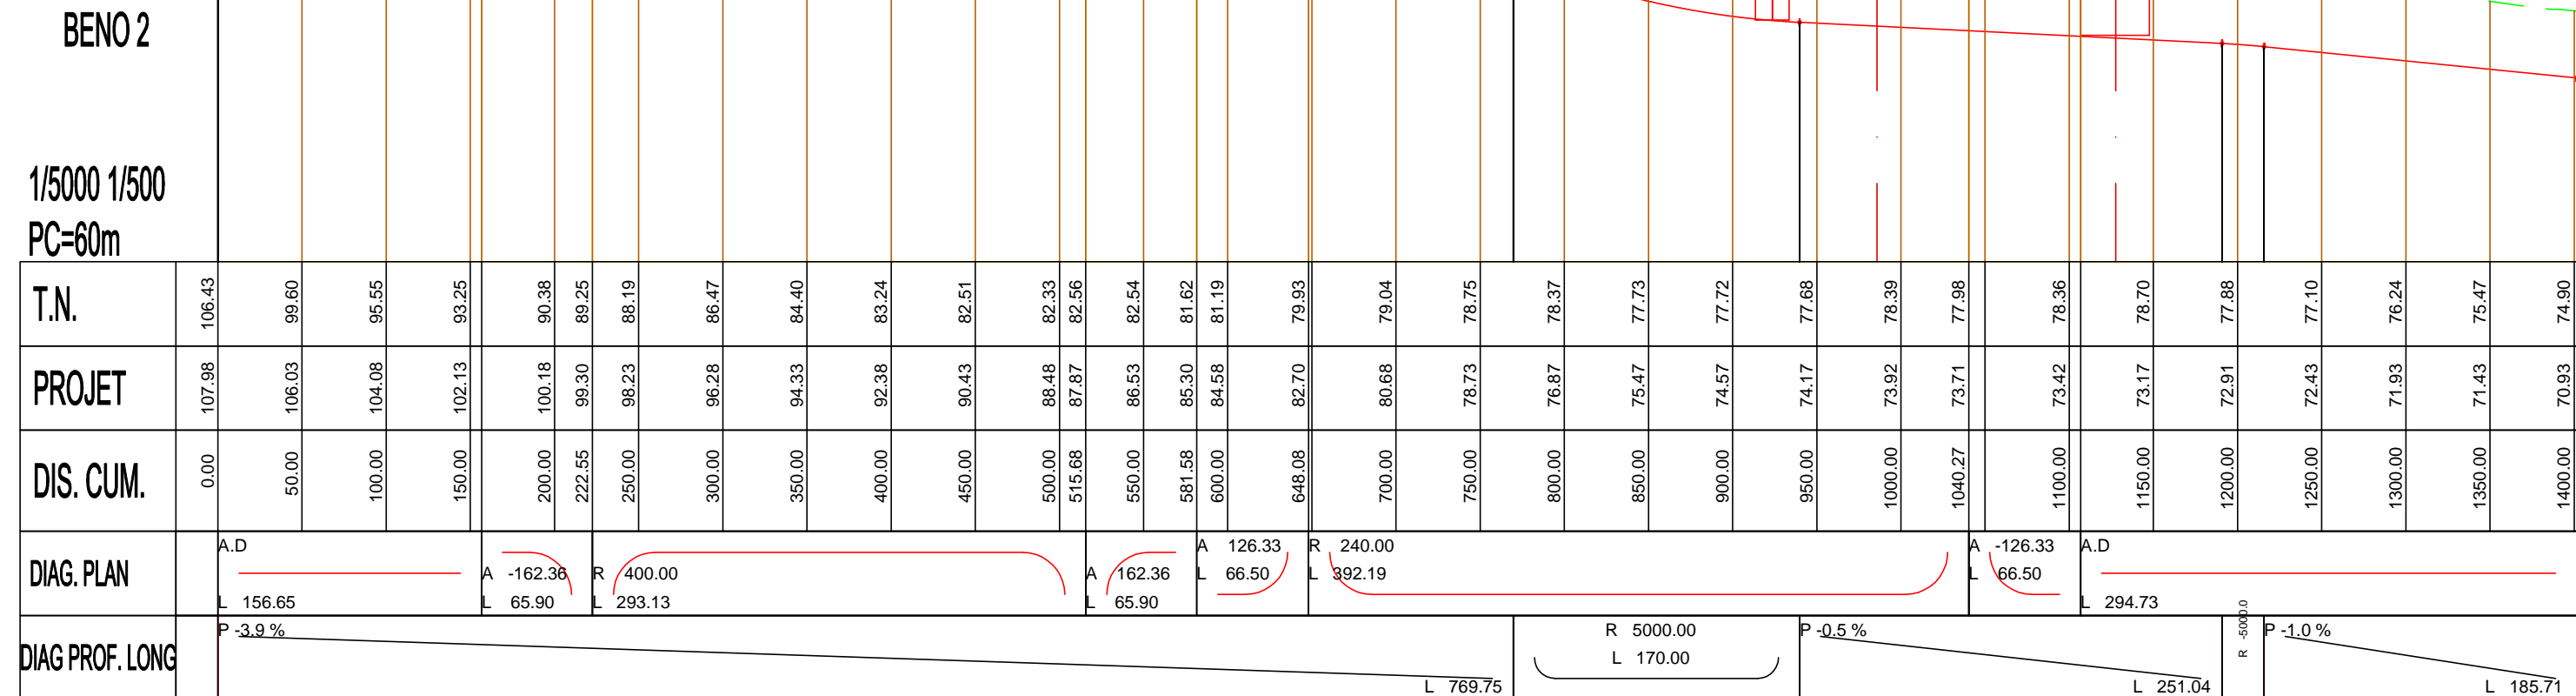 BENO 2
1/5000 1/500
PC=60m
T.N. 106.43 99.60 95.55 93.25 90.38 89.25 88.19 86.47 84.40 83.24 82.51 82.33 82.56 82.54 81.62 81.19 79.93 79.04 78.75 78.37 77.73 77.72 77.68 78.39 77.98 78.36 78.70 77.88 77.10 76.24 75.47 74.90
PROJET 107.98 106.03 104.08 102.13 100.18 99.30 98.23 96.28 94.33 92.38 90.43 88.48 87.87 86.53 85.30 84.58 82.70 80.68 78.73 76.87 75.47 74.57 74.17 73.92 73.71 73.42 73.17 72.91 72.43 71.93 71.43 70.93
DIS. CUM. 0.00 50.00 100.00 150.00 200.00 222.55 250.00 300.00 350.00 400.00 450.00 500.00 515.68 550.00 581.58 600.00 648.08 700.00 750.00 800.00 850.00 900.00 950.00 1000.00 1040.27 1100.00 1150.00 1200.00 1250.00 1300.00 1350.00 1400.00
DIAG. PLAN
A.D
L 156.65
A -162.36
L 65.90
R 400.00
L 293.13
A 162.36
L 65.90
A 126.33
L 66.50
R 240.00
L 392.19
A -126.33
L 66.50
A.D
L 294.73
DIAG PROF. LONG
P -3.9 %
L 769.75
R 5000.00
L 170.00
P -0.5 %
L 251.04
R -5000.0
P -1.0 %
L 185.71